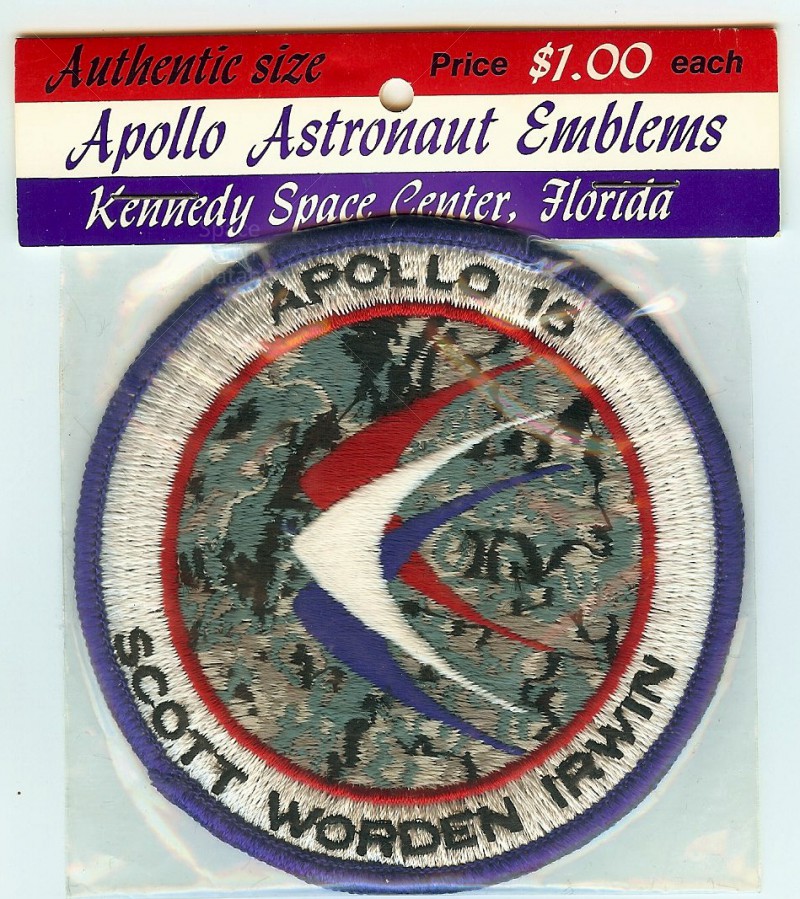 Authentic size Price $1.00 each
Apollo Astronaut Emblems
Kennedy Space Center, Florida
APOLLO 15
SCOTT WORDEN IRWIN